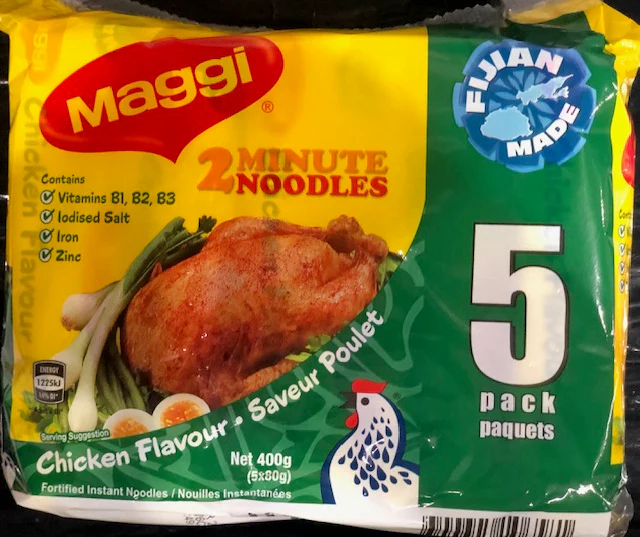 Maggi®
FIJIAN
MADE
2 MINUTE
NOODLES
Contains
Vitamins B1, B2, B3
Iodised Salt
Iron
Zinc
5
pack
paquets
ENERGY
1225kJ
Serving Suggestion
Chicken Flavour • Saveur Poulet
Net 400g
(5x80g)
Fortified Instant Noodles / Nouilles Instantanées